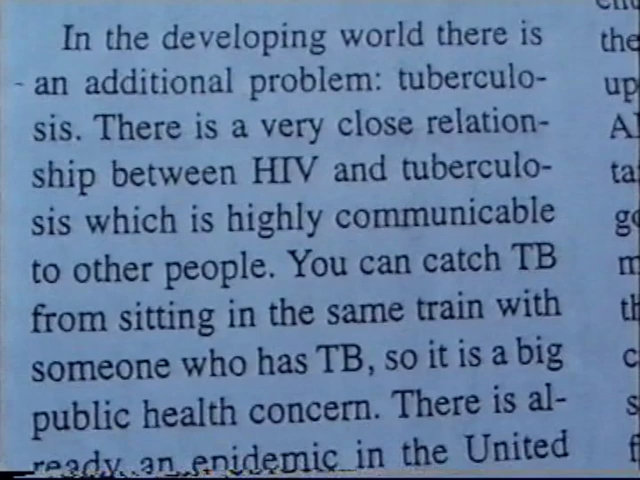 In the developing world there is
an additional problem: tuberculo-
sis. There is a very close relation-
ship between HIV and tuberculo-
sis which is highly communicable
to other people. You can catch TB
from sitting in the same train with
someone who has TB, so it is a big
public health concern. There is al-
ready an epidemic in the United
the
up